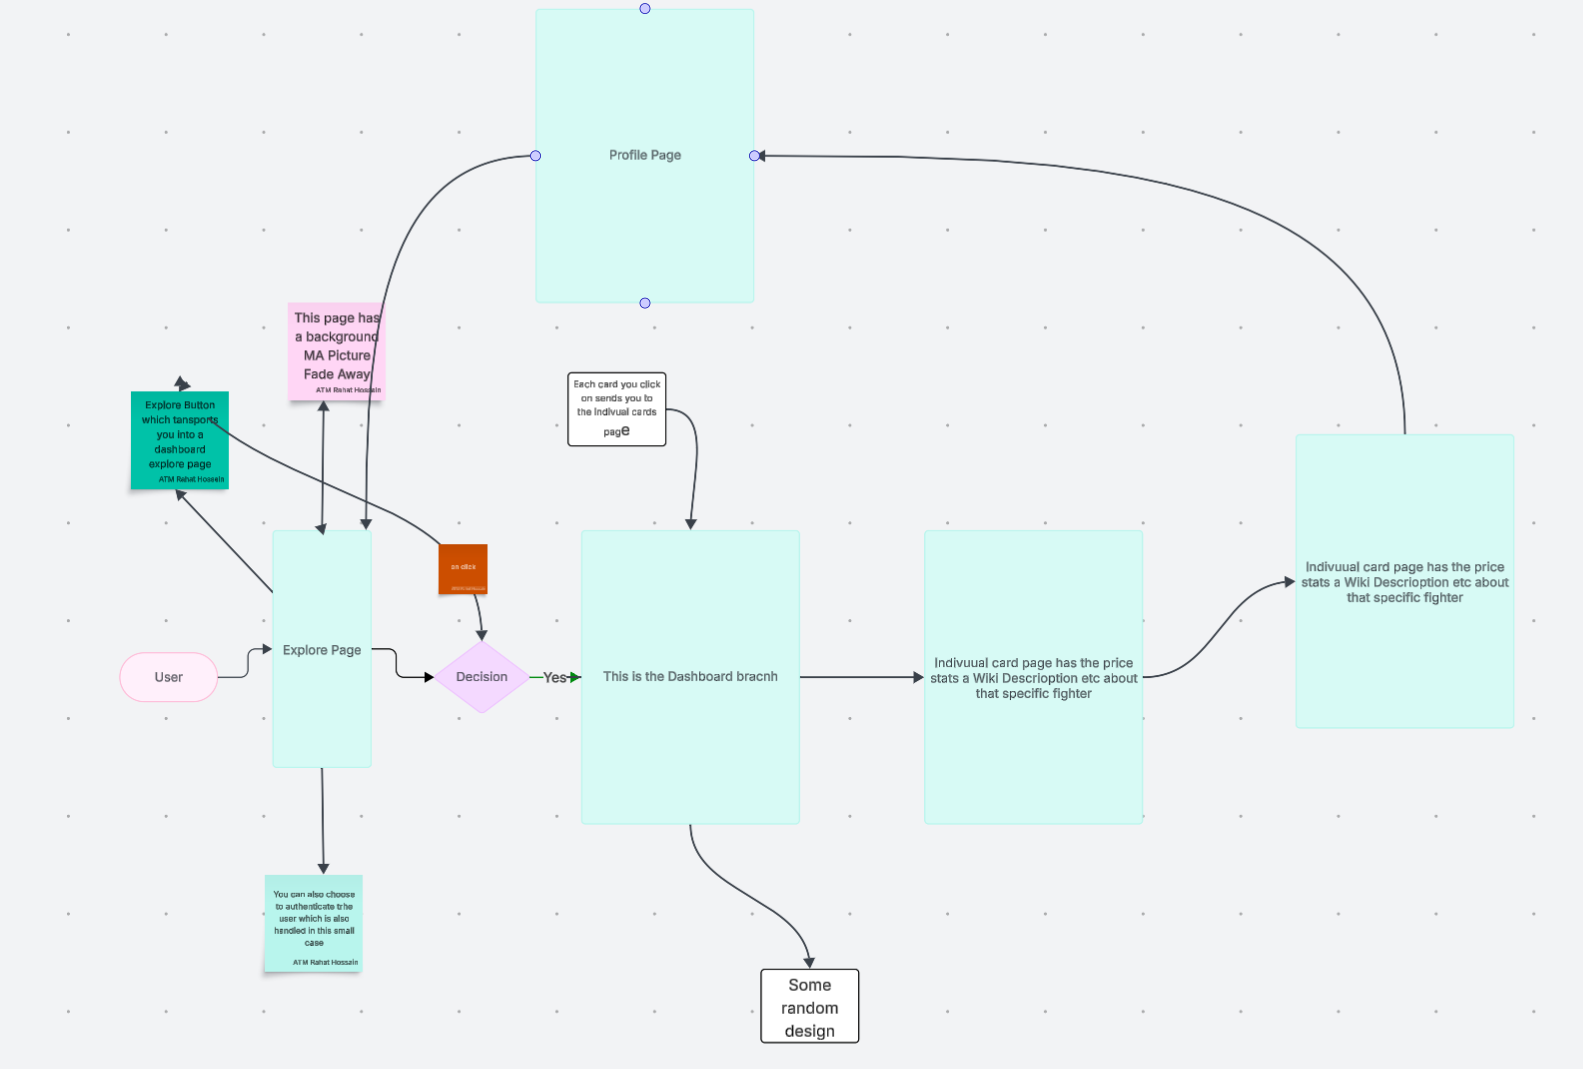 Profile Page
This page has
a background
MA Picture
Fade Away
ATM Rahat Hossain
Explore Button
which tansports
you into a
dashboard
explore page
ATM Rahat Hossein
Each card you click
on sends you to
the indivual cards
page
on click
User
Explore Page
Decision
Yes
This is the Dashboard bracnh
Indivuual card page has the price
stats a Wiki Descrioption etc about
that specific fighter
Indivuual card page has the price
stats a Wiki Descrioption etc about
that specific fighter
You can also choose
to authenticate trhe
user which is also
handled in this small
case
ATM Rahat Hossain
Some
random
design